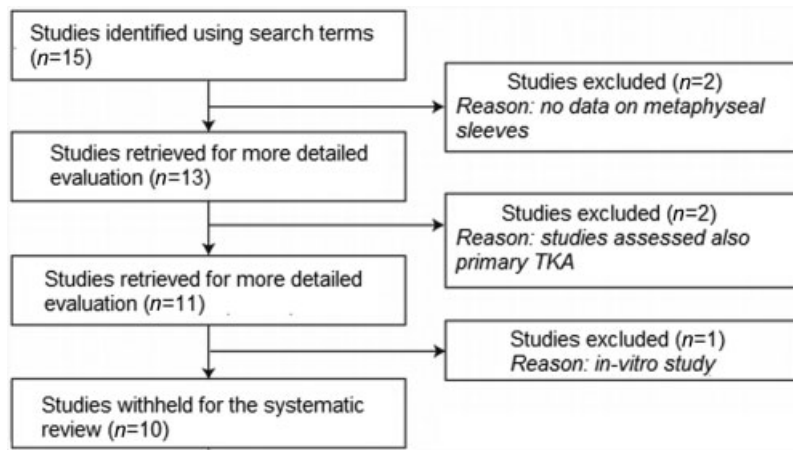 Studies identified using search terms
(n=15)
Studies excluded (n=2)
Reason: no data on metaphyseal
sleeves
Studies retrieved for more detailed
evaluation (n=13)
Studies excluded (n=2)
Reason: studies assessed also
primary TKA
Studies retrieved for more detailed
evaluation (n=11)
Studies excluded (n=1)
Reason: in-vitro study
Studies withheld for the systematic
review (n=10)